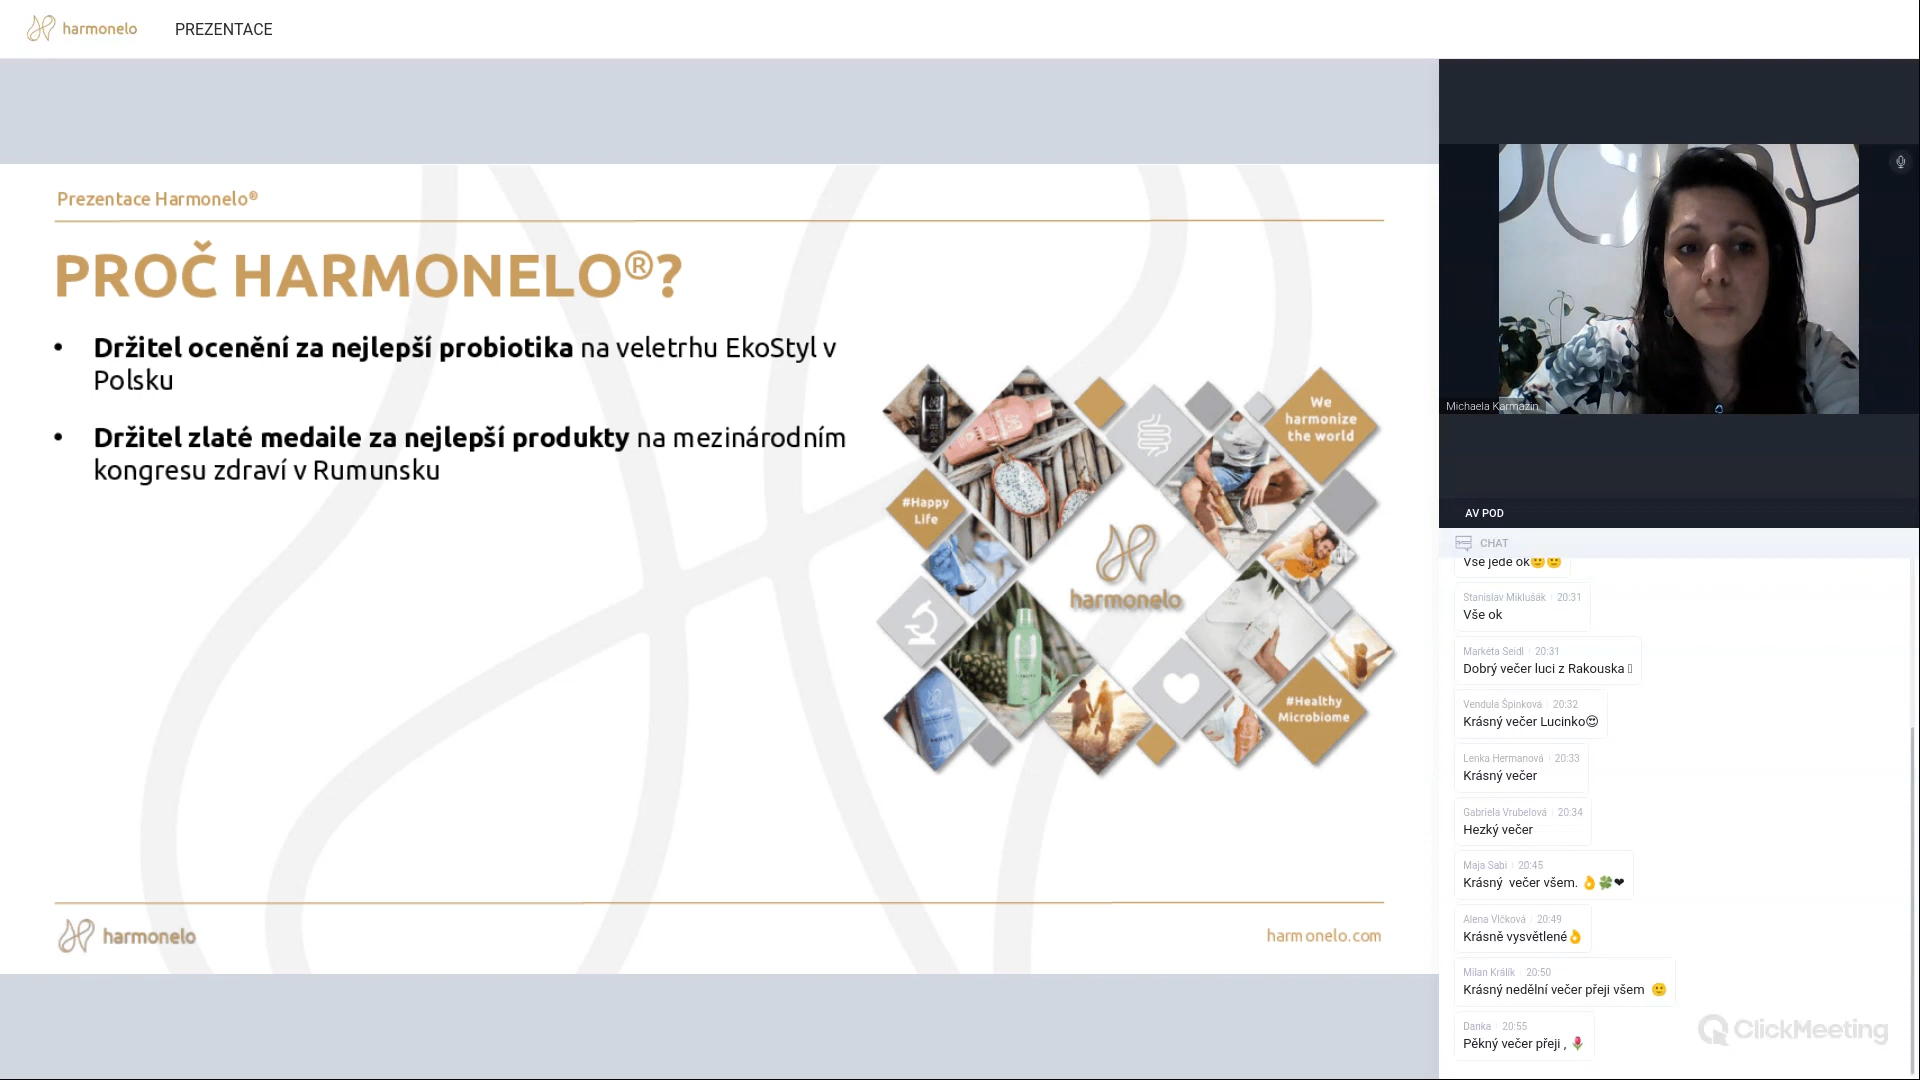 harmonelo
PREZENTACE
Prezentace Harmonelo®
PROČ HARMONELO®?
• Držitel ocenění za nejlepší probiotika na veletrhu EkoStyl v
Polsku
• Držitel zlaté medaile za nejlepší produkty na mezinárodním
kongresu zdraví v Rumunsku
We
harmonize
the world
#Happy
Life
harmonelo
#Healthy
Microbiome
harmonelo
harmonelo.com
Michaela Karmazin
AV POD
CHAT
Vše jede ok🙂🙂
Stanislav Miklušák 20:31
Vše ok
Markéta Seidl 20:31
Dobrý večer luci z Rakouska
Vendula Špinková 20:32
Krásný večer Lucinko😍
Lenka Hermanová 20:33
Krásný večer
Gabriela Vrubelová 20:34
Hezký večer
Maja Sabi 20:45
Krásný večer všem. 👌🍀❤
Alena Vlčková 20:49
Krásně vysvětlené👌
Milan Králík 20:50
Krásný nedělní večer přeji všem 🙂
Danka 20:55
Pěkný večer přeji , 🌷
ClickMeeting